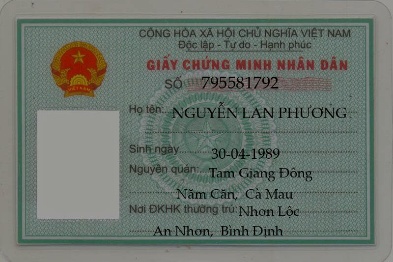 CỘNG HÒA XÃ HỘI CHỦ NGHĨA VIỆT NAM
Độc lập - Tự do - Hạnh phúc
GIẤY CHỨNG MINH NHÂN DÂN
SỐ 795581792
Họ tên: NGUYỄN LAN PHƯƠNG
Sinh ngày 30-04-1989
Nguyên quán: Tam Giang Đông
Năm Căn, Cà Mau
Nơi ĐKHK thường trú: Nhơn Lộc
An Nhơn, Bình Định